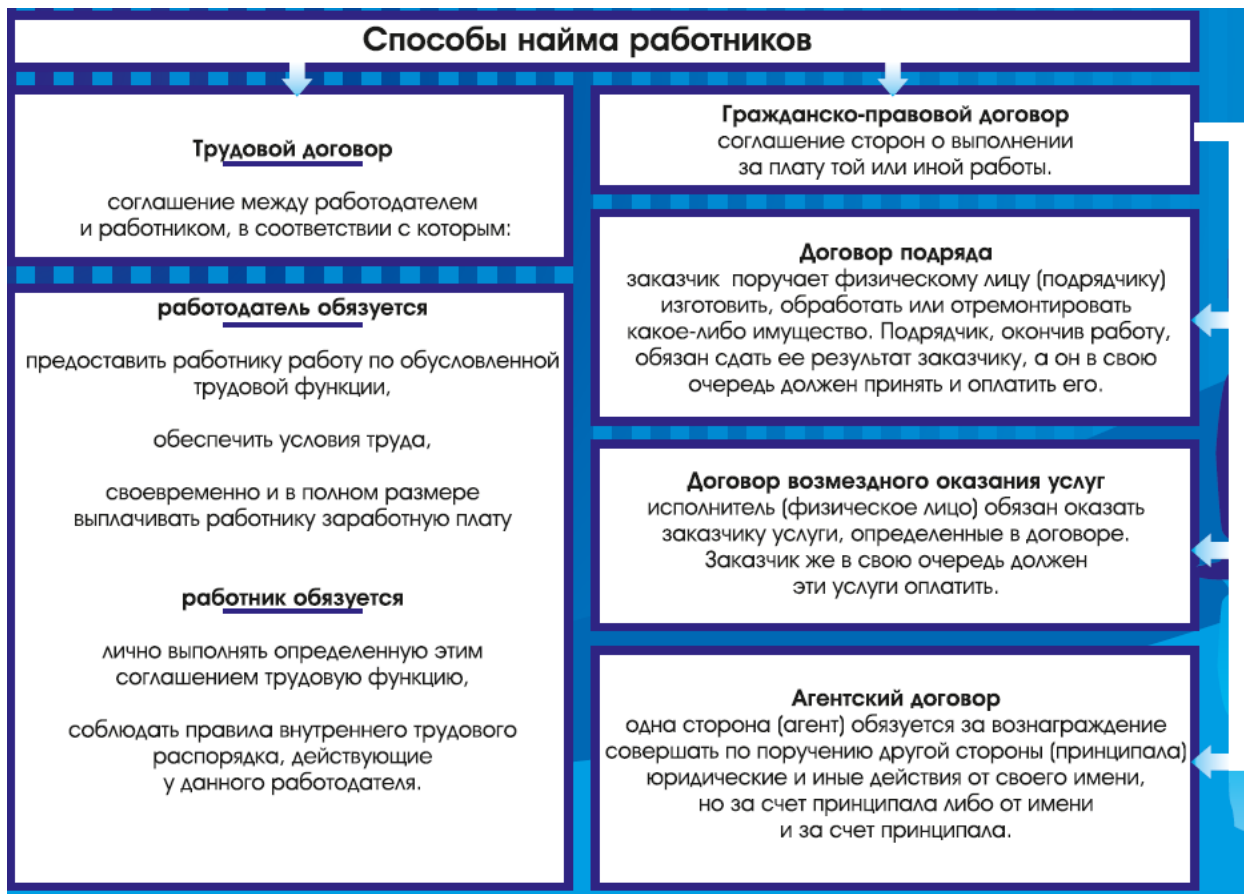 Способы найма работников
Трудовой договор
соглашение между работодателем
и работником, в соответствии с которым:
работодатель обязуется
предоставить работнику работу по обусловленной
трудовой функции,
обеспечить условия труда,
своевременно и в полном размере
выплачивать работнику заработную плату
работник обязуется
лично выполнять определенную этим
соглашением трудовую функцию,
соблюдать правила внутреннего трудового
распорядка, действующие
у данного работодателя.
Гражданско-правовой договор
соглашение сторон о выполнении
за плату той или иной работы.
Договор подряда
заказчик поручает физическому лицу (подрядчику)
изготовить, обработать или отремонтировать
какое-либо имущество. Подрядчик, окончив работу,
обязан сдать ее результат заказчику, а он в свою
очередь должен принять и оплатить его.
Договор возмездного оказания услуг
исполнитель (физическое лицо) обязан оказать
заказчику услуги, определенные в договоре.
Заказчик же в свою очередь должен
эти услуги оплатить.
Агентский договор
одна сторона (агент) обязуется за вознаграждение
совершать по поручению другой стороны (принципала)
юридические и иные действия от своего имени,
но за счет принципала либо от имени
и за счет принципала.